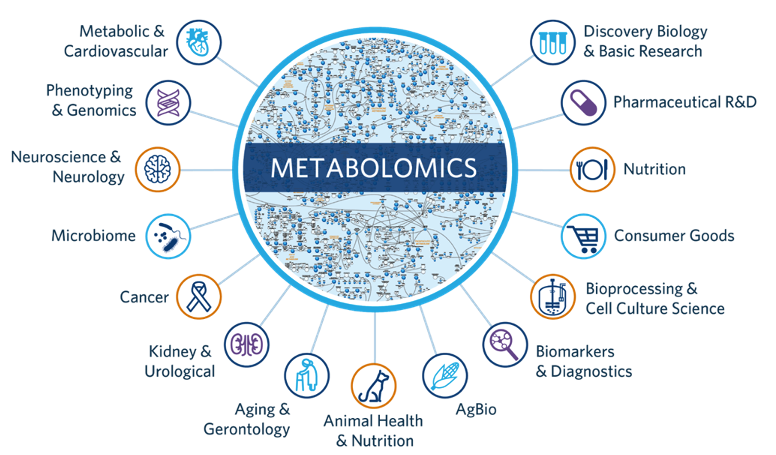 Metabolic &
Cardiovascular
Phenotyping
& Genomics
Neuroscience &
Neurology
Microbiome
Cancer
Kidney &
Urological
Aging &
Gerontology
Animal Health
& Nutrition
AgBio
Biomarkers
& Diagnostics
Bioprocessing &
Cell Culture Science
Consumer Goods
Nutrition
Pharmaceutical R&D
Discovery Biology
& Basic Research
METABOLOMICS